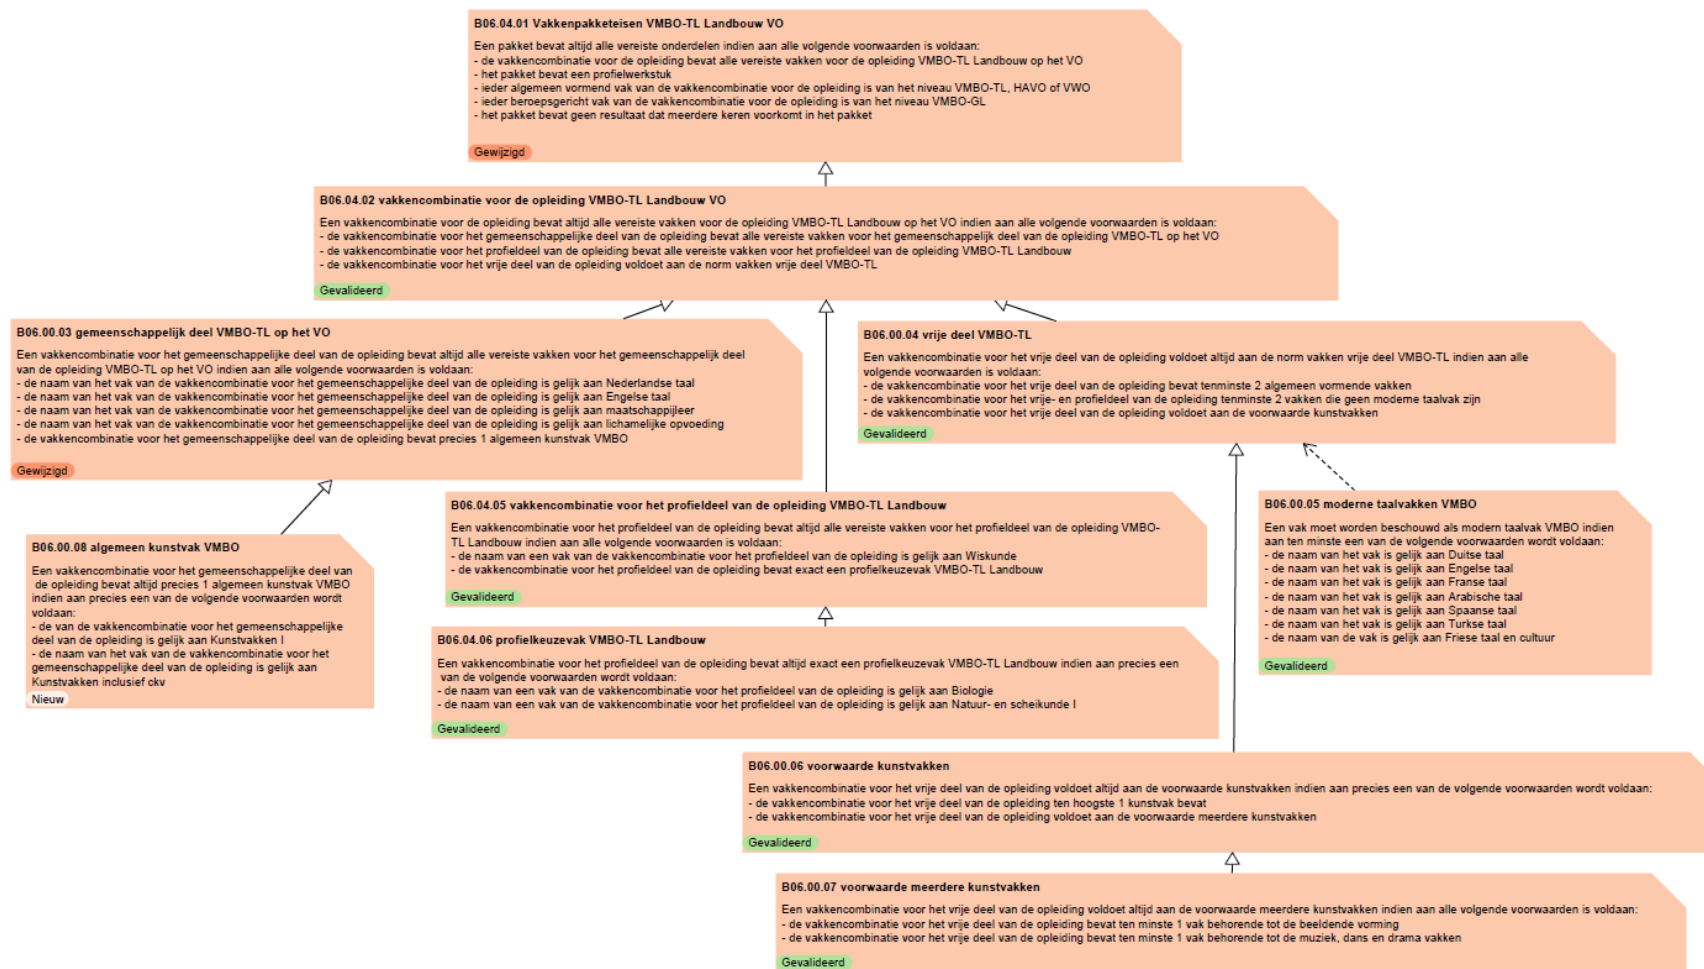 B06.04.01 Vakkenpakketeisen VMBO-TL Landbouw VO
Een pakket bevat altijd alle vereiste onderdelen indien aan alle volgende voorwaarden is voldaan:
- de vakkencombinatie voor de opleiding bevat alle vereiste vakken voor de opleiding VMBO-TL Landbouw op het VO
- het pakket bevat een profielwerkstuk
- ieder algemeen vormend vak van de vakkencombinatie voor de opleiding is van het niveau VMBO-TL, HAVO of VWO
- ieder beroepsgericht vak van de vakkencombinatie voor de opleiding is van het niveau VMBO-GL
- het pakket bevat geen resultaat dat meerdere keren voorkomt in het pakket
Gewijzigd
B06.04.02 vakkencombinatie voor de opleiding VMBO-TL Landbouw VO
Een vakkencombinatie voor de opleiding bevat altijd alle vereiste vakken voor de opleiding VMBO-TL Landbouw op het VO indien aan alle volgende voorwaarden is voldaan:
- de vakkencombinatie voor het gemeenschappelijke deel van de opleiding bevat alle vereiste vakken voor het gemeenschappelijk deel van de opleiding VMBO-TL op het VO
- de vakkencombinatie voor het profieldeel van de opleiding bevat alle vereiste vakken voor het profieldeel van de opleiding VMBO-TL Landbouw
- de vakkencombinatie voor het vrije deel van de opleiding voldoet aan de norm vakken vrije deel VMBO-TL
Gevalideerd
B06.00.03 gemeenschappelijk deel VMBO-TL op het VO
Een vakkencombinatie voor het gemeenschappelijke deel van de opleiding bevat altijd alle vereiste vakken voor het gemeenschappelijk deel
van de opleiding VMBO-TL op het VO indien aan alle volgende voorwaarden is voldaan:
- de naam van het vak van de vakkencombinatie voor het gemeenschappelijke deel van de opleiding is gelijk aan Nederlandse taal
- de naam van het vak van de vakkencombinatie voor het gemeenschappelijke deel van de opleiding is gelijk aan Engelse taal
- de naam van het vak van de vakkencombinatie voor het gemeenschappelijke deel van de opleiding is gelijk aan maatschappijleer
- de naam van het vak van de vakkencombinatie voor het gemeenschappelijke deel van de opleiding is gelijk aan lichamelijke opvoeding
- de vakkencombinatie voor het gemeenschappelijke deel van de opleiding bevat precies 1 algemeen kunstvak VMBO
Gewijzigd
B06.00.04 vrije deel VMBO-TL
Een vakkencombinatie voor het vrije deel van de opleiding voldoet altijd aan de norm vakken vrije deel VMBO-TL indien aan alle
volgende voorwaarden is voldaan:
- de vakkencombinatie voor het vrije deel van de opleiding bevat tenminste 2 algemeen vormende vakken
- de vakkencombinatie voor het vrije- en profieldeel van de opleiding tenminste 2 vakken die geen moderne taalvak zijn
- de vakkencombinatie voor het vrije deel van de opleiding voldoet aan de voorwaarde kunstvakken
Gevalideerd
B06.04.05 vakkencombinatie voor het profieldeel van de opleiding VMBO-TL Landbouw
Een vakkencombinatie voor het profieldeel van de opleiding bevat altijd alle vereiste vakken voor het profieldeel van de opleiding VMBO-
TL Landbouw indien aan alle volgende voorwaarden is voldaan:
- de naam van een vak van de vakkencombinatie voor het profieldeel van de opleiding is gelijk aan Wiskunde
- de vakkencombinatie voor het profieldeel van de opleiding bevat exact een profielkeuzevak VMBO-TL Landbouw
Gevalideerd
B06.00.05 moderne taalvakken VMBO
Een vak moet worden beschouwd als modern taalvak VMBO indien
aan ten minste een van de volgende voorwaarden wordt voldaan:
- de naam van het vak is gelijk aan Duitse taal
- de naam van het vak is gelijk aan Engelse taal
- de naam van het vak is gelijk aan Franse taal
- de naam van het vak is gelijk aan Arabische taal
- de naam van het vak is gelijk aan Spaanse taal
- de naam van het vak is gelijk aan Turkse taal
- de naam van de vak is gelijk aan Friese taal en cultuur
Gevalideerd
B06.00.08 algemeen kunstvak VMBO
Een vakkencombinatie voor het gemeenschappelijke deel van
de opleiding bevat altijd precies 1 algemeen kunstvak VMBO
indien aan precies een van de volgende voorwaarden wordt
voldaan:
- de van de vakkencombinatie voor het gemeenschappelijke
deel van de opleiding is gelijk aan Kunstvakken I
- de naam van het vak van de vakkencombinatie voor het
gemeenschappelijke deel van de opleiding is gelijk aan
Kunstvakken inclusief ckv
Nieuw
B06.04.06 profielkeuzevak VMBO-TL Landbouw
Een vakkencombinatie voor het profieldeel van de opleiding bevat altijd exact een profielkeuzevak VMBO-TL Landbouw indien aan precies een
van de volgende voorwaarden wordt voldaan:
- de naam van een vak van de vakkencombinatie voor het profieldeel van de opleiding is gelijk aan Biologie
- de naam van een vak van de vakkencombinatie voor het profieldeel van de opleiding is gelijk aan Natuur- en scheikunde I
Gevalideerd
B06.00.06 voorwaarde kunstvakken
Een vakkencombinatie voor het vrije deel van de opleiding voldoet altijd aan de voorwaarde kunstvakken indien aan precies een van de volgende voorwaarden wordt voldaan:
- de vakkencombinatie voor het vrije deel van de opleiding ten hoogste 1 kunstvak bevat
- de vakkencombinatie voor het vrije deel van de opleiding voldoet aan de voorwaarde meerdere kunstvakken
Gevalideerd
B06.00.07 voorwaarde meerdere kunstvakken
Een vakkencombinatie voor het vrije deel van de opleiding voldoet altijd aan de voorwaarde meerdere kunstvakken indien aan alle volgende voorwaarden is voldaan:
- de vakkencombinatie voor het vrije deel van de opleiding bevat ten minste 1 vak behorende tot de beeldende vorming
- de vakkencombinatie voor het vrije deel van de opleiding bevat ten minste 1 vak behorende tot de muziek, dans en drama vakken
Gevalideerd